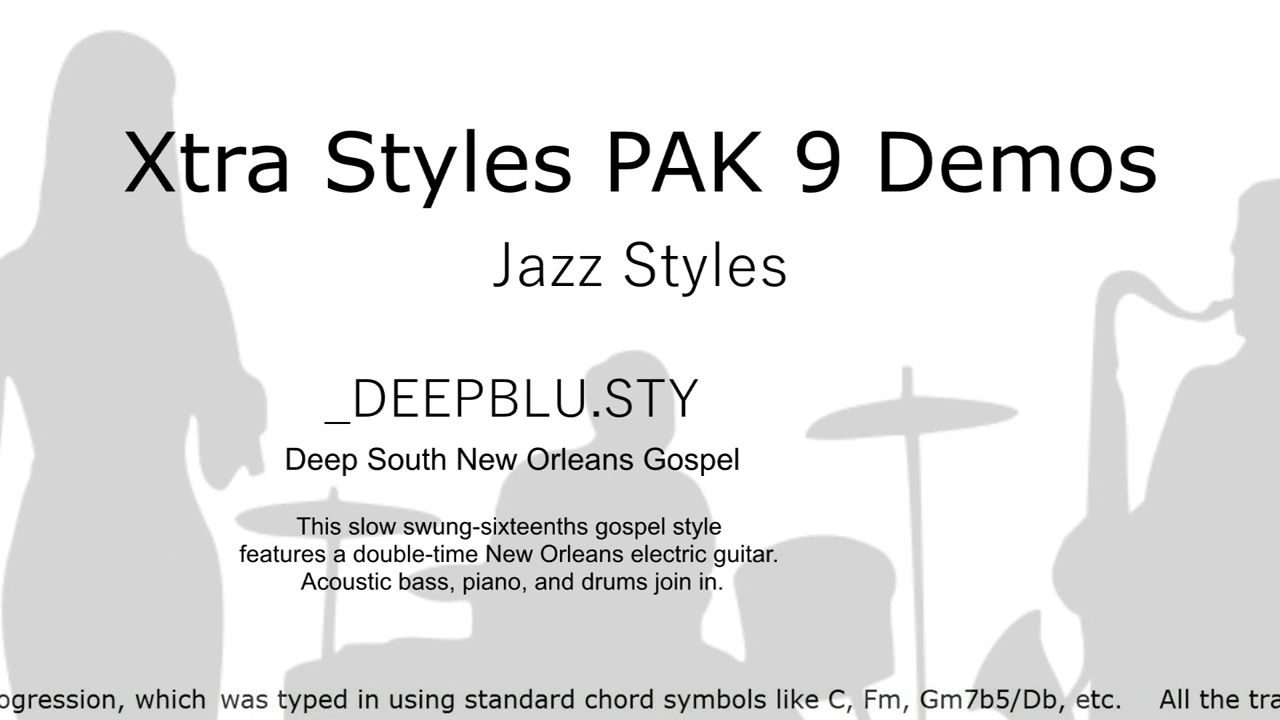 Xtra Styles PAK 9 Demos
Jazz Styles
_DEEPBLU.STY
Deep South New Orleans Gospel
This slow swung-sixteenths gospel style
features a double-time New Orleans electric guitar.
Acoustic bass, piano, and drums join in.
ogression, which was typed in using standard chord symbols like C, Fm, Gm7b5/Db, etc. All the tra